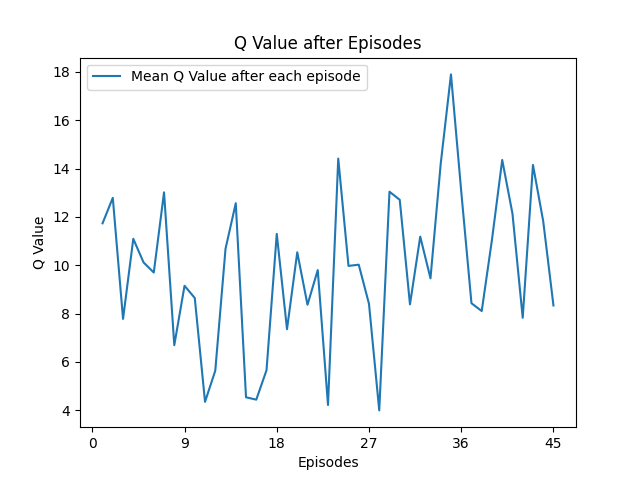 Q Value after Episodes
Mean Q Value after each episode
Q Value
18
16
14
12
10
8
6
4
0 9 18 27 36 45
Episodes